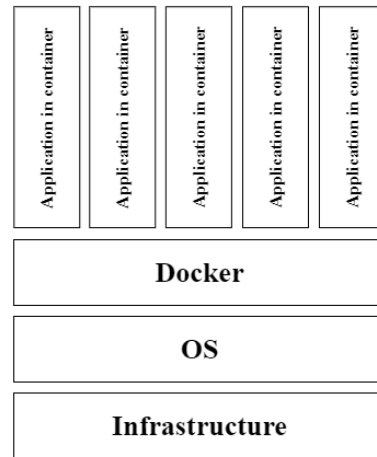 Application in container
Application in container
Application in container
Application in container
Application in container
Docker
OS
Infrastructure